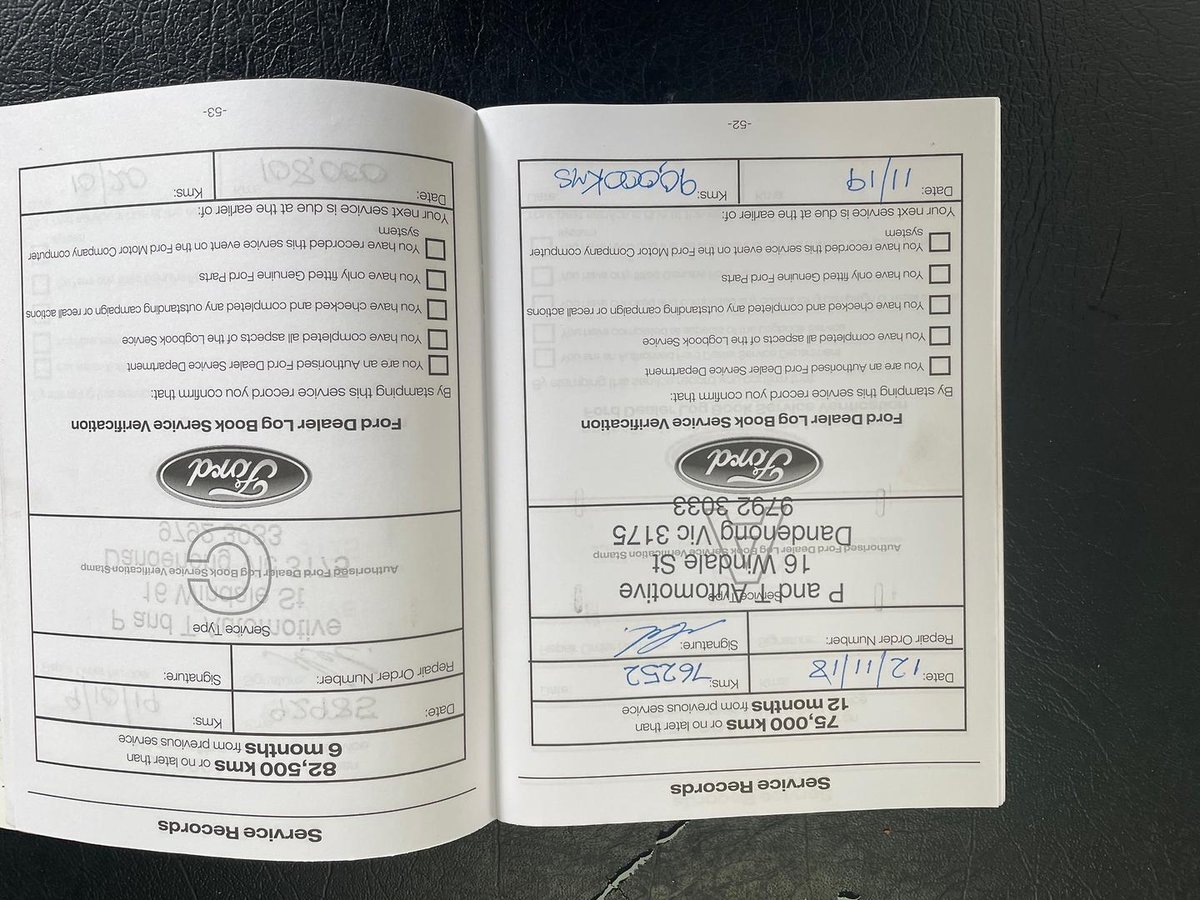 Service Records
75,000 kms or no later than
12 months from previous service
Date: 12/11/18 Kms: 76252
Repair Order Number: Signature:
Service Type
A
P and T Automotive
16 Windale St
Authorised Ford Dealer Log Book Service Verification Stamp
Dandenong Vic 3175
9792 3033
Ford
Ford Dealer Log Book Service Verification
By stamping this service record you confirm that:
You are an Authorised Ford Dealer Service Department
You have completed all aspects of the Logbook Service
You have checked and completed any outstanding campaign or recall actions
You have only fitted Genuine Ford Parts
You have recorded this service event on the Ford Motor Company computer
system
Your next service is due at the earlier of:
Date: 11/19 Kms: 90,000 KMS
-52-
Service Records
82,500 kms or no later than
6 months from previous service
Date: Kms:
Repair Order Number: Signature:
Service Type
C
Authorised Ford Dealer Log Book Service Verification Stamp
Ford
Ford Dealer Log Book Service Verification
By stamping this service record you confirm that:
You are an Authorised Ford Dealer Service Department
You have completed all aspects of the Logbook Service
You have checked and completed any outstanding campaign or recall actions
You have only fitted Genuine Ford Parts
You have recorded this service event on the Ford Motor Company computer
system
Your next service is due at the earlier of:
Date: Kms:
-53-